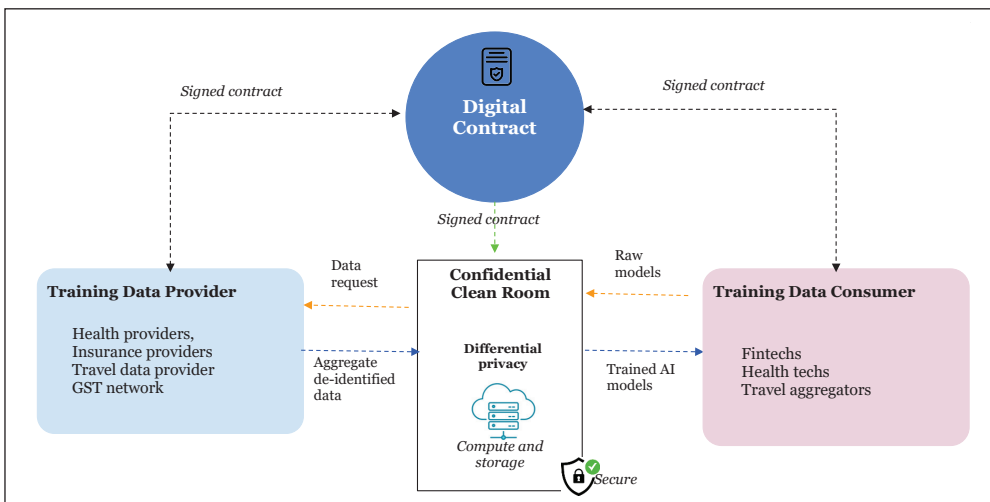 Signed contract
Signed contract
Digital
Contract
Signed contract
Training Data Provider
Health providers,
Insurance providers
Travel data provider
GST network
Data
request
Aggregate
de-identified
data
Confidential
Clean Room
Differential
privacy
Compute and
storage
Secure
Raw
models
Trained AI
models
Training Data Consumer
Fintechs
Health techs
Travel aggregators